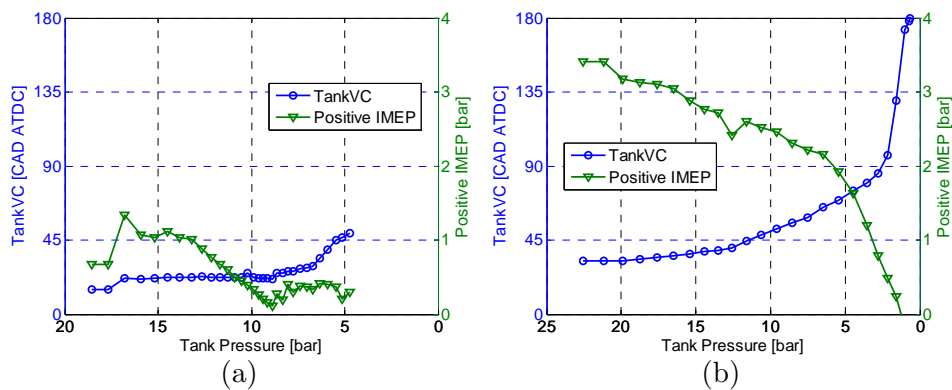 180
135
90
45
0
TankVC [CAD ATDC]
4
3
2
1
0
Positive IMEP [bar]
TankVC
Positive IMEP
20 15 10 5 0
Tank Pressure [bar]
(a)
180
135
90
45
0
TankVC [CAD ATDC]
4
3
2
1
0
Positive IMEP [bar]
TankVC
Positive IMEP
25 20 15 10 5 0
Tank Pressure [bar]
(b)